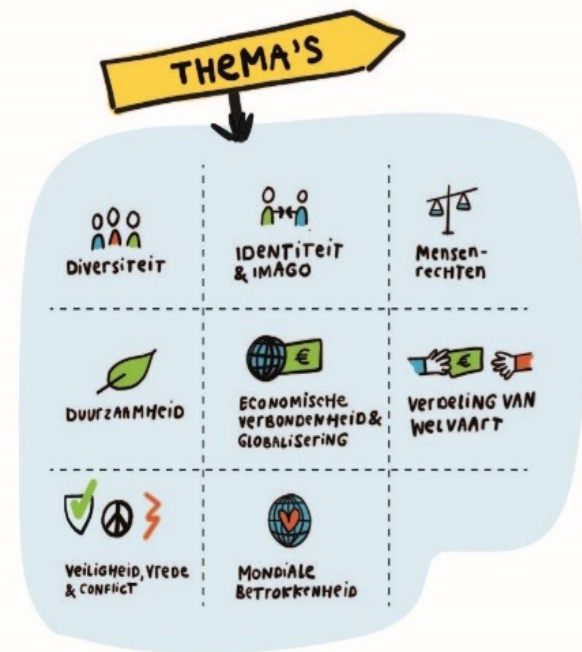 THEMA'S
DIVERSITEIT
IDENTITEIT
& IMAGO
MENSEN-
RECHTEN
DUURZAAMHEID
ECONOMISCHE
VERBONDENHEID &
GLOBALISERING
VERDELING VAN
WELVAART
VEILIGHEID, VREDE
& CONFLICT
MONDIALE
BETROKKENHEID